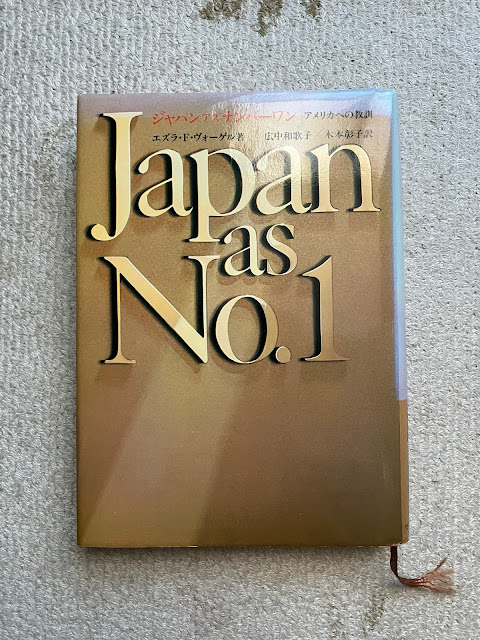 ジャパン アズ ナンバーワン アメリカへの教訓
エズラ・F・ヴォーゲル著 広中和歌子 木本彰子訳
Japan
as
No.1